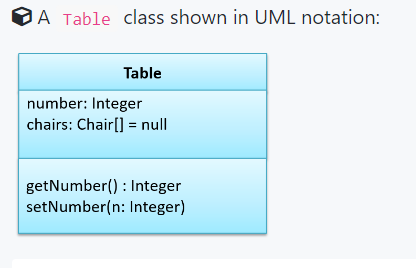 A Table class shown in UML notation:
Table
number: Integer
chairs: Chair[] = null
getNumber() : Integer
setNumber(n: Integer)